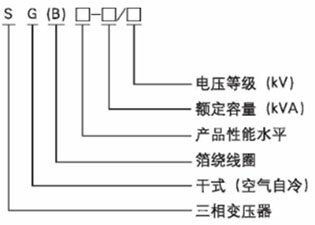 S G (B) □-□/□
电压等级 (kV)
额定容量 (kVA)
产品性能水平
箔绕线圈
干式 (空气自冷)
三相变压器